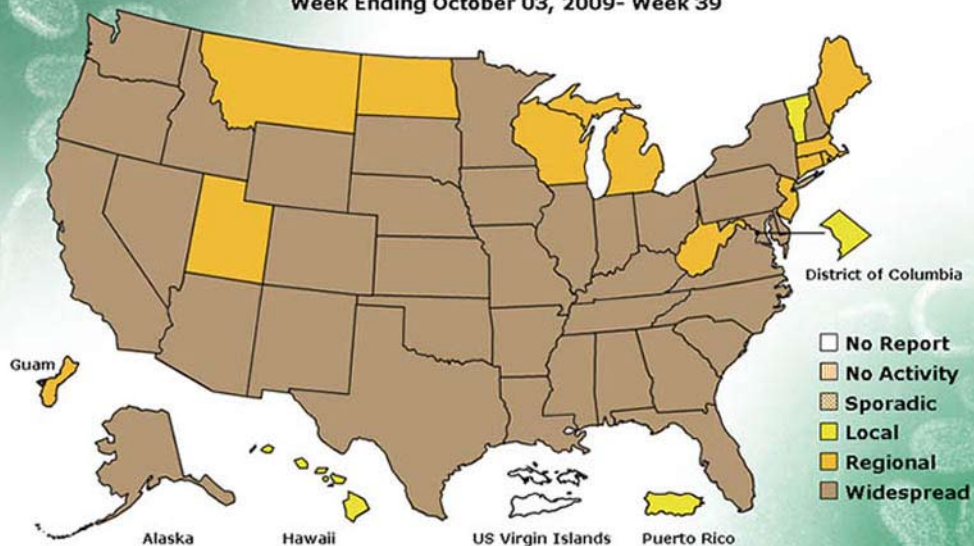 Week Ending October 03, 2009- Week 39
District of Columbia
Guam
No Report
No Activity
Sporadic
Local
Regional
Widespread
Alaska
Hawaii
US Virgin Islands
Puerto Rico